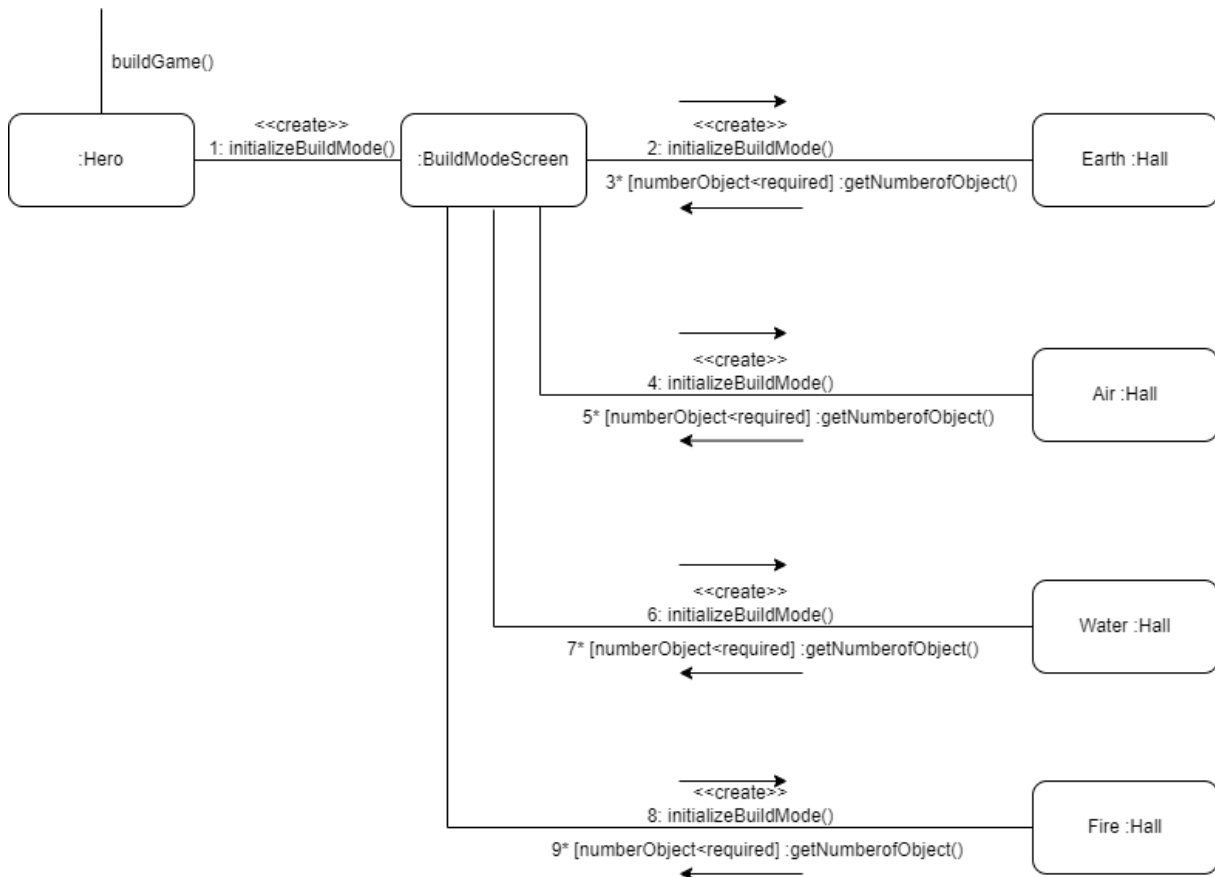 buildGame()
:Hero
<<create>>
1: initializeBuildMode()
:BuildModeScreen
<<create>>
2: initializeBuildMode()
3* [numberObject<required] :getNumberofObject()
Earth :Hall
<<create>>
4: initializeBuildMode()
5* [numberObject<required] :getNumberofObject()
Air :Hall
<<create>>
6: initializeBuildMode()
7* [numberObject<required] :getNumberofObject()
Water :Hall
<<create>>
8: initializeBuildMode()
9* [numberObject<required] :getNumberofObject()
Fire :Hall